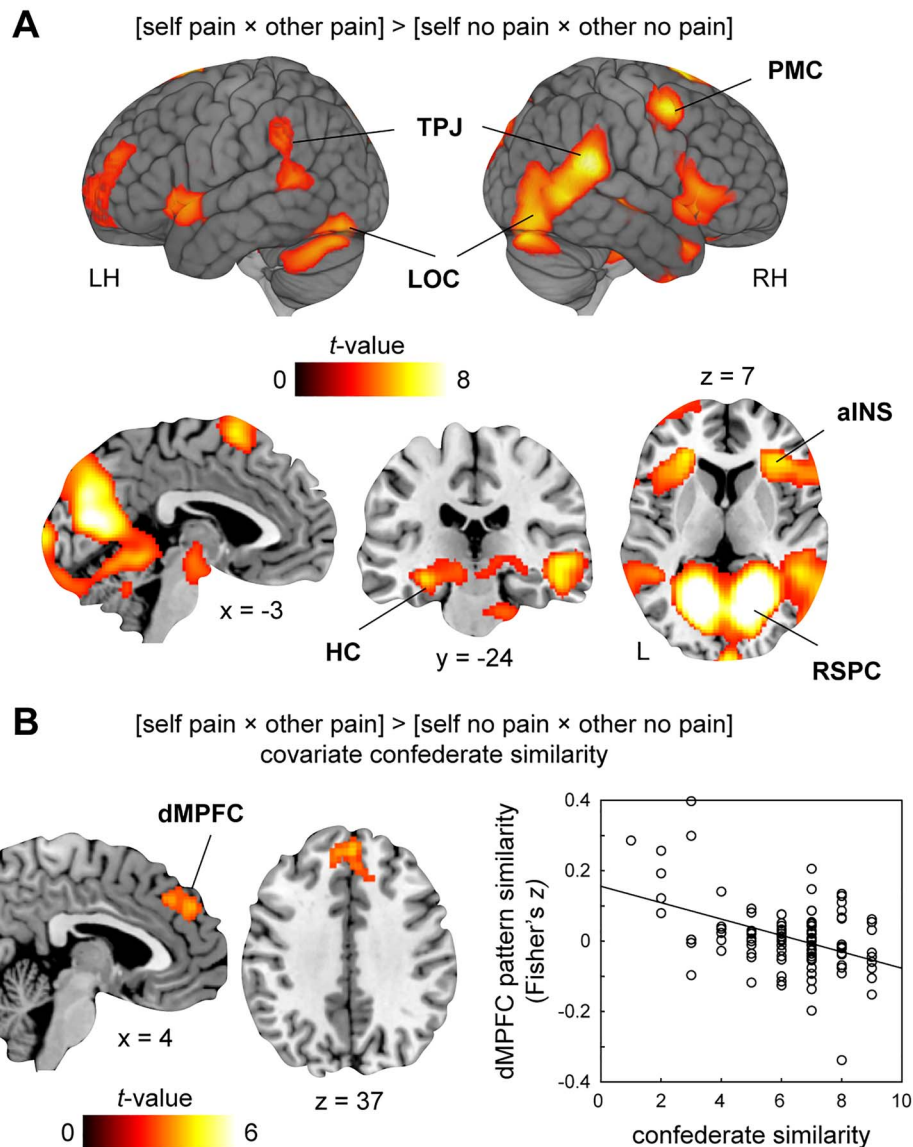 A
[self pain × other pain] > [self no pain × other no pain]
PMC
TPJ
LH
LOC
RH
t-value
0
8
z = 7
aINS
x = -3
HC
y = -24
L
RSPC
B
[self pain × other pain] > [self no pain × other no pain]
covariate confederate similarity
dMPFC
x = 4
z = 37
t-value
0
6
dMPFC pattern similarity
(Fisher's z)
0.4
0.2
0
-0.2
-0.4
0 2 4 6 8 10
confederate similarity